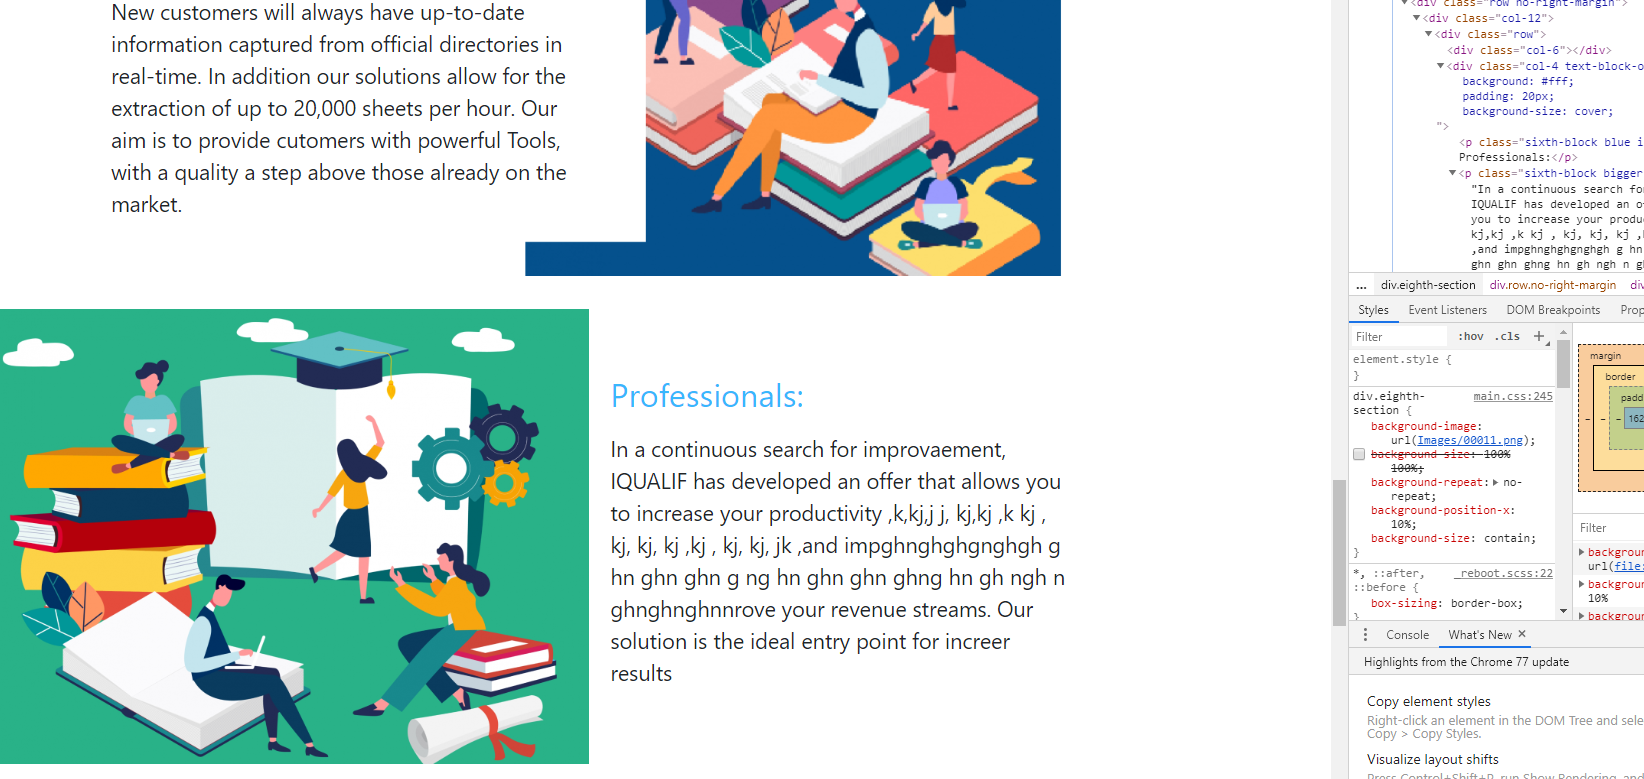 New customers will always have up-to-date
information captured from official directories in
real-time. In addition our solutions allow for the
extraction of up to 20,000 sheets per hour. Our
aim is to provide cutomers with powerful Tools,
with a quality a step above those already on the
market.
Professionals:
In a continuous search for improvaement,
IQUALIF has developed an offer that allows you
to increase your productivity ,k,kj,j j, kj,kj ,k kj ,
kj, kj, kj ,kj , kj, kj, jk ,and impghnghghgnghgh g
hn ghn ghn g ng hn ghn ghn ghng hn gh ngh n
ghnghnghnnrove your revenue streams. Our
solution is the ideal entry point for increer
results
<div class="row no-right-margin">
<div class="col-12">
<div class="row">
<div class="col-6"></div>
<div class="col-4 text-block-o
background: #fff;
padding: 20px;
background-size: cover;
">
<p class="sixth-block blue i
Professionals:</p>
<p class="sixth-block bigger
"In a continuous search fo
IQUALIF has developed an o
you to increase your produ
kj,kj ,k kj , kj, kj, kj ,
,and impghnghghgnghgh g hn
ghn ghn ghng hn gh ngh n g
... div.eighth-section div.row.no-right-margin di
Styles Event Listeners DOM Breakpoints Prop
Filter :hov .cls +
element.style {
}
div.eighth-section { main.css:245
background-image:
url(Images/00011.png);
background-size: 100%
100%;
background-repeat: no-
repeat;
background-position-x:
10%;
background-size: contain;
}
*, ::after, _reboot.scss:22
::before {
box-sizing: border-box;
}
margin
border
padd
162
Filter
backgrou
url(file:
backgrou
10%
backgrou
Console What's New ×
Highlights from the Chrome 77 update
Copy element styles
Right-click an element in the DOM Tree and sele
Copy > Copy Styles.
Visualize layout shifts
Press Control+Shift+P, run Show Rendering, and